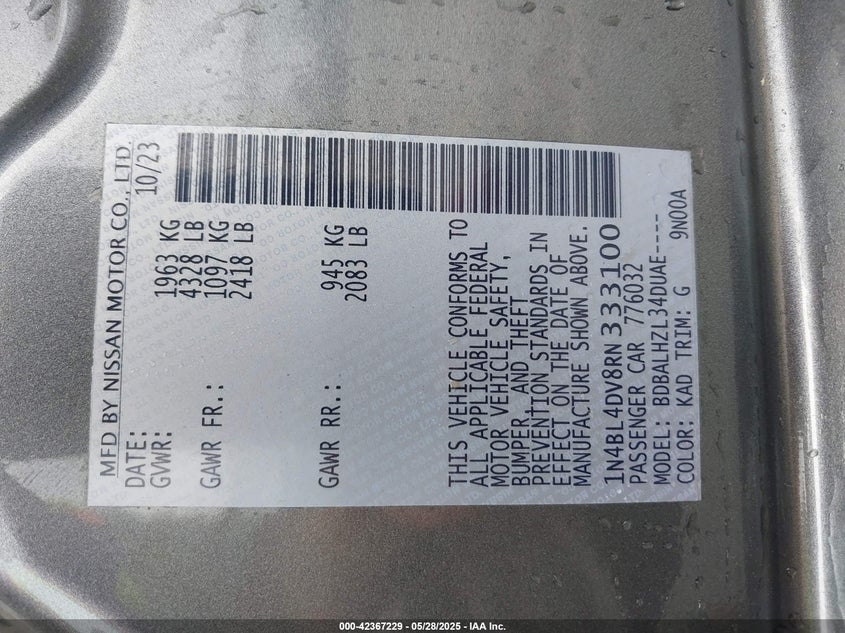 MFD BY NISSAN MOTOR CO., LTD.
DATE: 10/23
GVWR: 1963 KG
4328 LB
GAWR FR.: 1097 KG
2418 LB
GAWR RR.: 945 KG
2083 LB
THIS VEHICLE CONFORMS TO
ALL APPLICABLE FEDERAL
MOTOR VEHICLE SAFETY,
BUMPER, AND THEFT
PREVENTION STANDARDS IN
EFFECT ON THE DATE OF
MANUFACTURE SHOWN ABOVE.
1N4BL4DV8RN333100
PASSENGER CAR 776032
MODEL: BDBALHZL34DUAE----
COLOR: KAD TRIM: G 9N00A
000-42367229 — 05/28/2025 — IAA Inc.